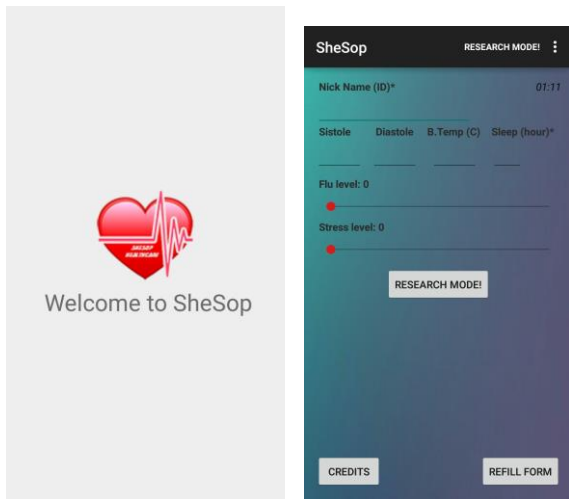 SHESOP
HEALTHCARE
Welcome to SheSop
SheSop RESEARCH MODE!
Nick Name (ID)* 01:11
Sistole Diastole B.Temp (C) Sleep (hour)*
Flu level: 0
Stress level: 0
RESEARCH MODE!
CREDITS REFILL FORM